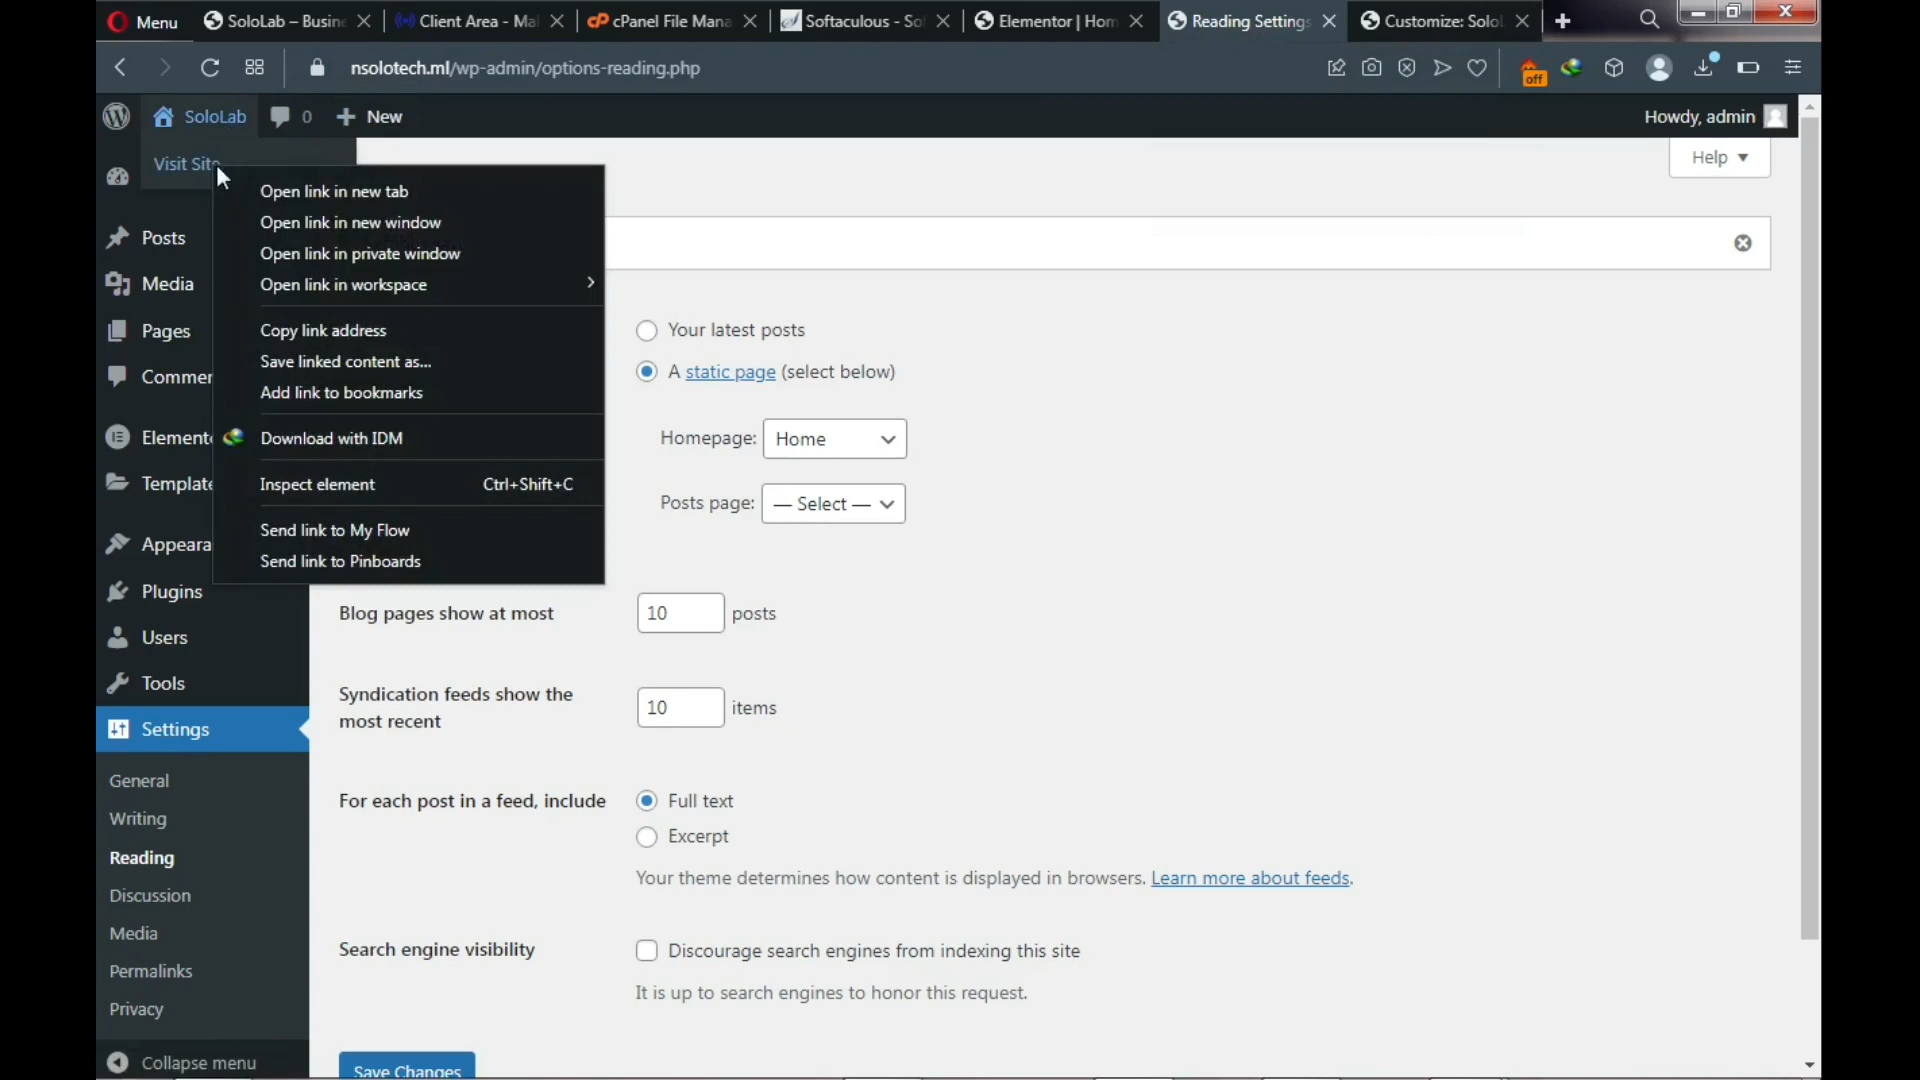 Menu
SoloLab – Busine
Client Area - Mal
cPanel File Mana
Softaculous - So
Elementor | Hom
Reading Settings
Customize: Solol
nsolotech.ml/wp-admin/options-reading.php
off
SoloLab
0
New
Howdy, admin
Visit Site
Help
Open link in new tab
Open link in new window
Open link in private window
Open link in workspace
Copy link address
Save linked content as...
Add link to bookmarks
Download with IDM
Inspect element Ctrl+Shift+C
Send link to My Flow
Send link to Pinboards
Posts
Media
Pages
Commer
Elemente
Template
Appeara
Plugins
Users
Tools
Settings
General
Writing
Reading
Discussion
Media
Permalinks
Privacy
Collapse menu
Your latest posts
A static page (select below)
Homepage: Home
Posts page: — Select —
Blog pages show at most 10 posts
Syndication feeds show the
most recent
10 items
For each post in a feed, include
Full text
Excerpt
Your theme determines how content is displayed in browsers. Learn more about feeds.
Search engine visibility
Discourage search engines from indexing this site
It is up to search engines to honor this request.
Save Changes